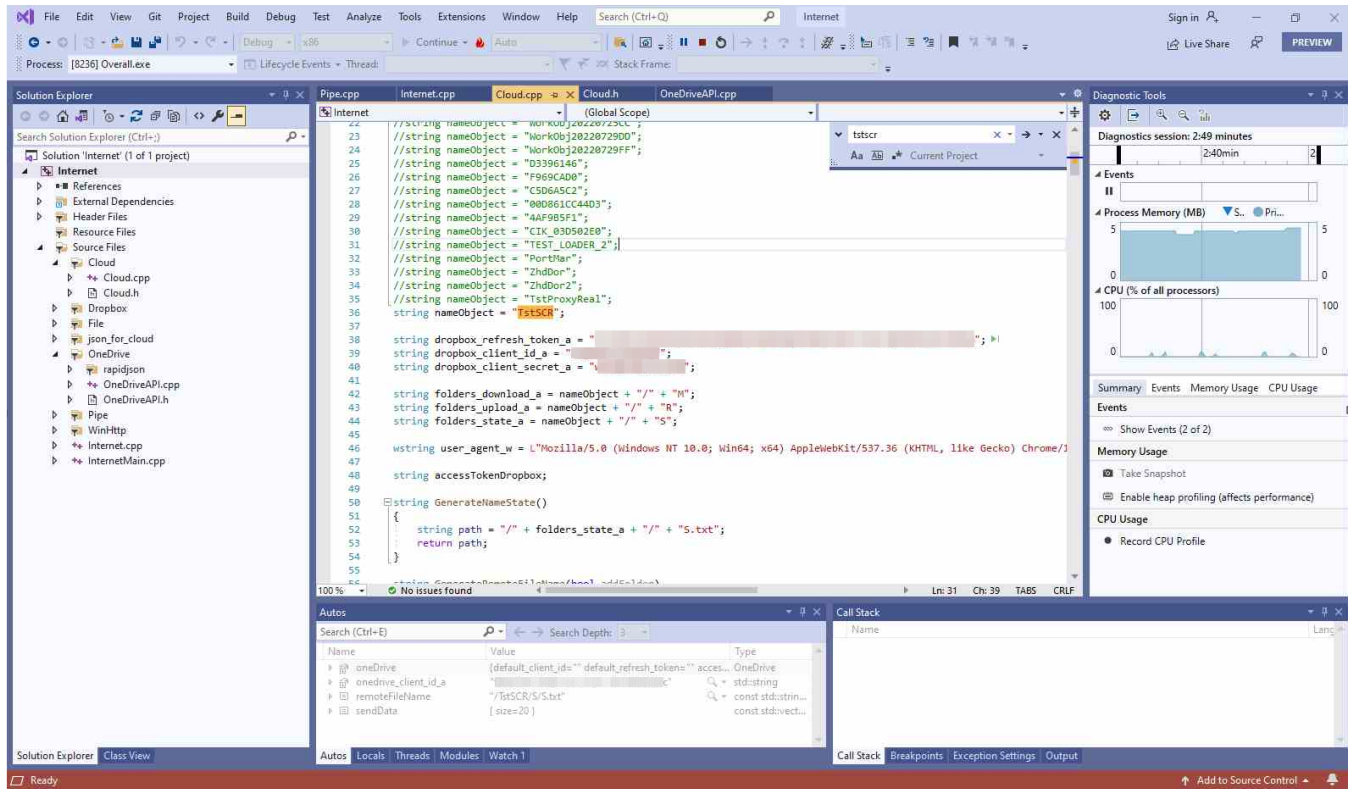 File Edit View Git Project Build Debug Test Analyze Tools Extensions Window Help Search (Ctrl+Q) Internet Sign in
Debug x86 Continue Auto Live Share PREVIEW
Process: [8236] Overall.exe Lifecycle Events Thread: Stack Frame:
Solution Explorer
Search Solution Explorer (Ctrl+;)
Solution 'Internet' (1 of 1 project)
Internet
References
External Dependencies
Header Files
Resource Files
Source Files
Cloud
Cloud.cpp
Cloud.h
Dropbox
File
json_for_cloud
OneDrive
rapidjson
OneDriveAPI.cpp
OneDriveAPI.h
Pipe
WinHttp
Internet.cpp
InternetMain.cpp
Solution Explorer Class View
Pipe.cpp Internet.cpp Cloud.cpp Cloud.h OneDriveAPI.cpp
Internet (Global Scope)
tstscr
Aa Ab Current Project
23 //string nameObject = "WorkObj20220729DD";
24 //string nameObject = "WorkObj20220729FF";
25 //string nameObject = "D3396146";
26 //string nameObject = "F969CAD0";
27 //string nameObject = "C5D6A5C2";
28 //string nameObject = "00D861CC44D3";
29 //string nameObject = "4AF9B5F1";
30 //string nameObject = "CIK_03D502E0";
31 //string nameObject = "TEST_LOADER_2";
32 //string nameObject = "PortMar";
33 //string nameObject = "ZhdDor";
34 //string nameObject = "ZhdDor2";
35 //string nameObject = "TstProxyReal";
36 string nameObject = "TstSCR";
37
38 string dropbox_refresh_token_a = " ";
39 string dropbox_client_id_a = " ";
40 string dropbox_client_secret_a = " ";
41
42 string folders_download_a = nameObject + "/" + "M";
43 string folders_upload_a = nameObject + "/" + "R";
44 string folders_state_a = nameObject + "/" + "S";
45
46 wstring user_agent_w = L"Mozilla/5.0 (Windows NT 10.0; Win64; x64) AppleWebKit/537.36 (KHTML, like Gecko) Chrome/1
47
48 string accessTokenDropbox;
49
50 string GenerateNameState()
51 {
52 string path = "/" + folders_state_a + "/" + "S.txt";
53 return path;
54 }
55
100 % No issues found Ln: 31 Ch: 39 TABS CRLF
Autos
Search (Ctrl+E) Search Depth: 3
Name Value Type
oneDrive {default_client_id="" default_refresh_token="" acces... OneDrive
onedrive_client_id_a std::string
remoteFileName "/TstSCR/S/S.txt" const std::strin...
sendData [ size=20 ] const std::vect...
Autos Locals Threads Modules Watch 1
Call Stack
Name Lang
Call Stack Breakpoints Exception Settings Output
Diagnostic Tools
Diagnostics session: 2:49 minutes
2:40min 2
Events
Process Memory (MB) S.. Pri...
5 5
0 0
CPU (% of all processors)
100 100
0 0
Summary Events Memory Usage CPU Usage
Events
Show Events (2 of 2)
Memory Usage
Take Snapshot
Enable heap profiling (affects performance)
CPU Usage
Record CPU Profile
Ready Add to Source Control